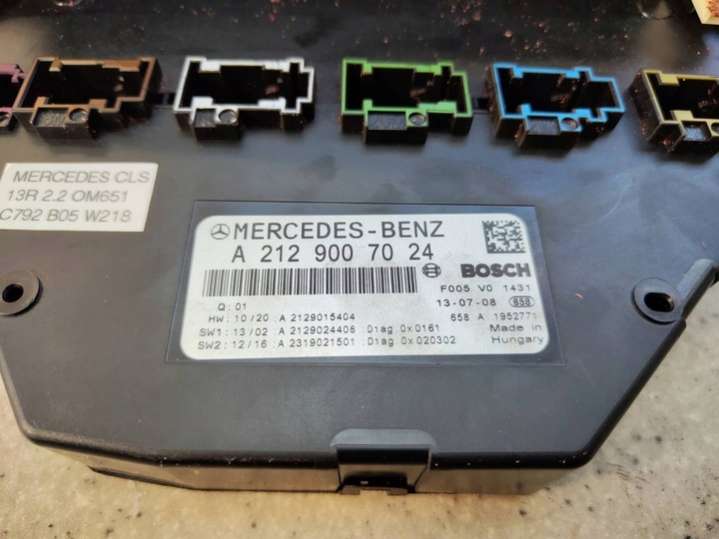 MERCEDES CLS
13R 2.2 OM651
C792 B05 W218
MERCEDES-BENZ
A 212 900 70 24
BOSCH
F005 V0 1431
Q: 01
13-07-08 658
HW: 10/20 :A 2129015404
658 A 1952771
SW1: 13/02 :A 2129024406 :Diag 0x0161
Made in
SW2: 12/16 :A 2319021501 :Diag 0x020302
Hungary